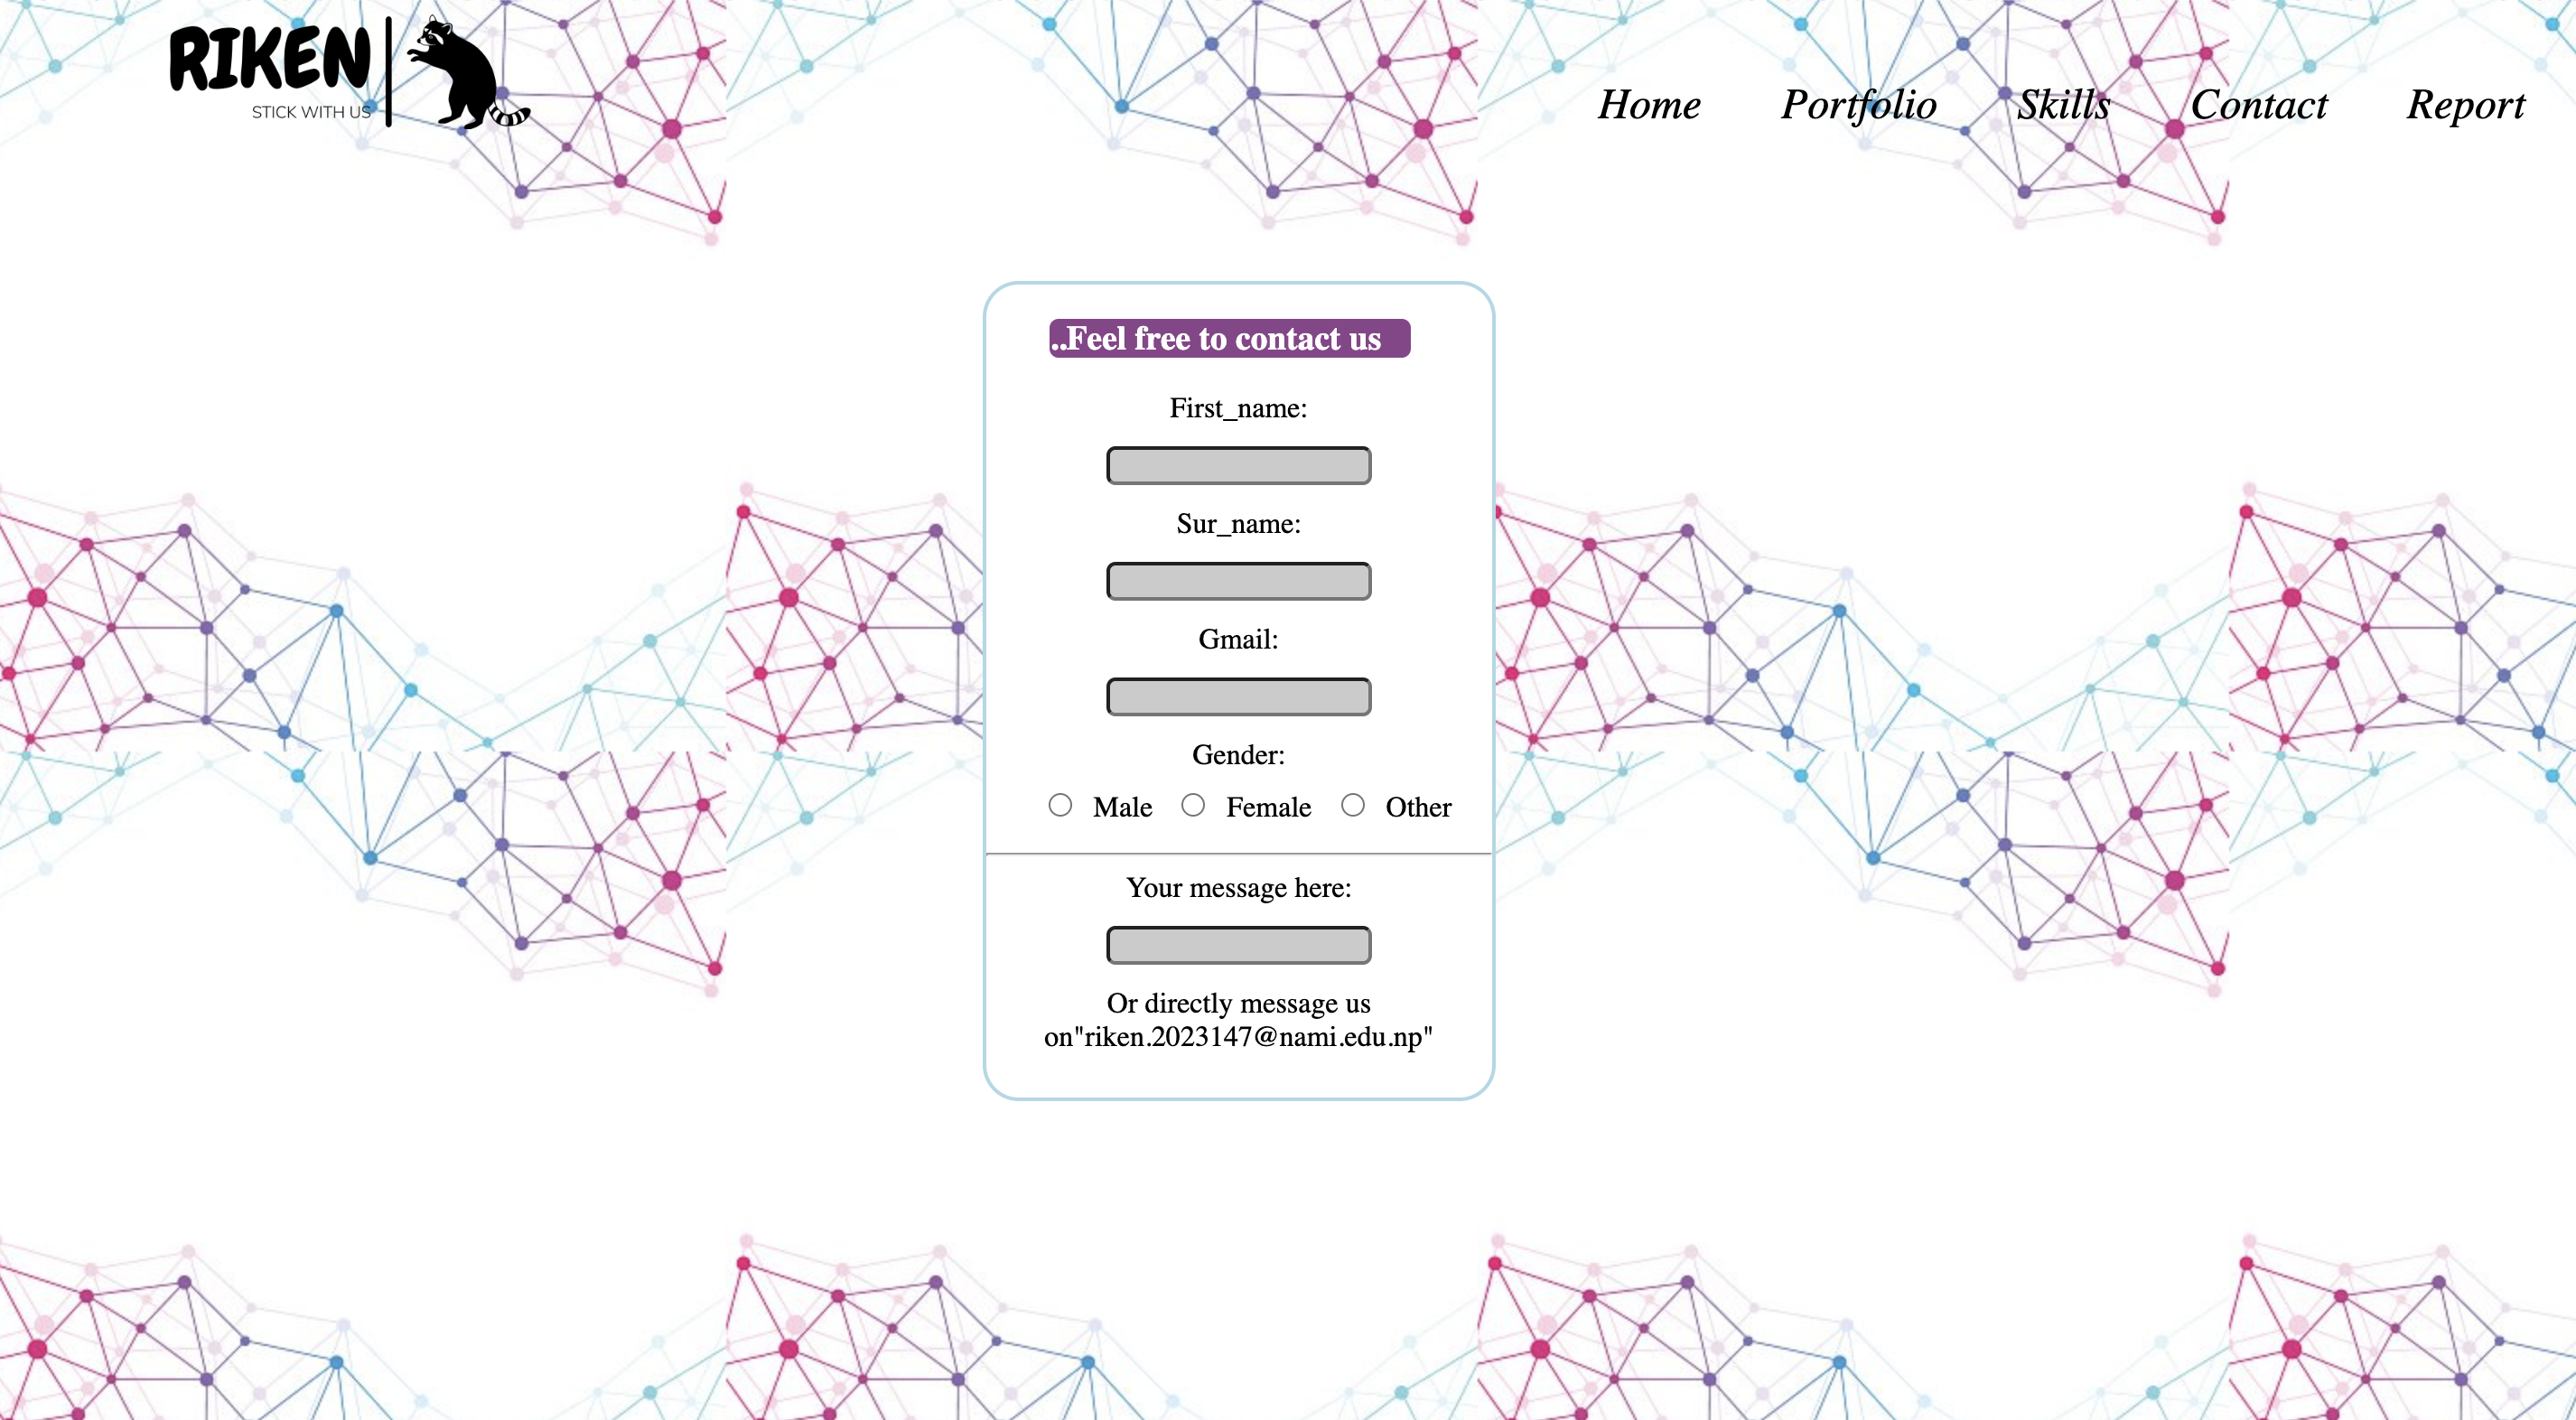 RIKEN
STICK WITH US
Home Portfolio Skills Contact Report
..Feel free to contact us
First_name:
Sur_name:
Gmail:
Gender:
Male Female Other
Your message here:
Or directly message us
on"riken.2023147@nami.edu.np"